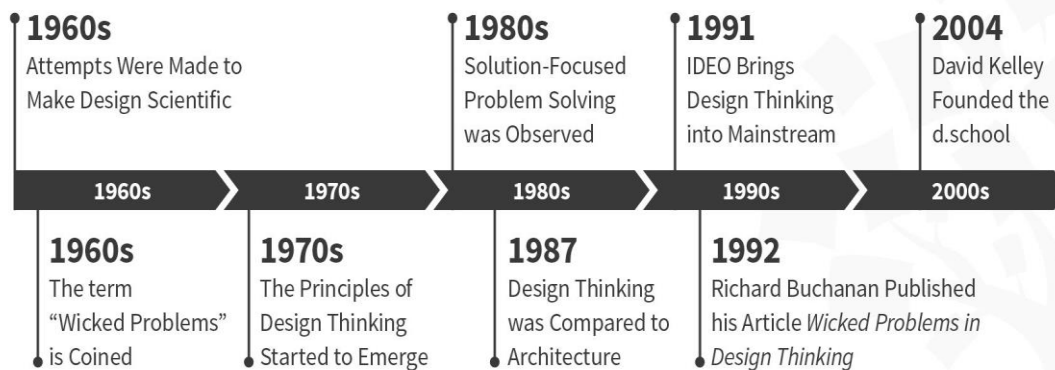 1960s
Attempts Were Made to
Make Design Scientific
1980s
Solution-Focused
Problem Solving
was Observed
1991
IDEO Brings
Design Thinking
into Mainstream
2004
David Kelley
Founded the
d.school
1960s
1970s
1980s
1990s
2000s
1960s
The term
“Wicked Problems”
is Coined
1970s
The Principles of
Design Thinking
Started to Emerge
1987
Design Thinking
was Compared to
Architecture
1992
Richard Buchanan Published
his Article Wicked Problems in
Design Thinking